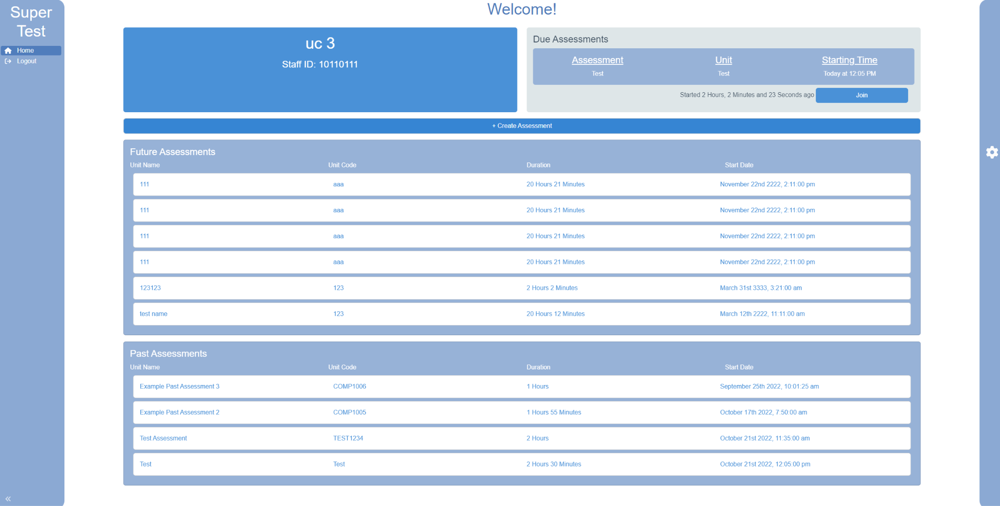 Super
Test
Home
Logout
Welcome!
uc 3
Staff ID: 10110111
Due Assessments
Assessment Unit Starting Time
Test Test Today at 12:05 PM
Started 2 Hours, 2 Minutes and 23 Seconds ago Join
+ Create Assessment
Future Assessments
Unit Name Unit Code Duration Start Date
111 aaa 20 Hours 21 Minutes November 22nd 2222, 2:11:00 pm
111 aaa 20 Hours 21 Minutes November 22nd 2222, 2:11:00 pm
111 aaa 20 Hours 21 Minutes November 22nd 2222, 2:11:00 pm
111 aaa 20 Hours 21 Minutes November 22nd 2222, 2:11:00 pm
123123 123 2 Hours 2 Minutes March 31st 3333, 3:21:00 am
test name 123 20 Hours 12 Minutes March 12th 2222, 11:11:00 am
Past Assessments
Unit Name Unit Code Duration Start Date
Example Past Assessment 3 COMP1006 1 Hours September 25th 2022, 10:01:25 am
Example Past Assessment 2 COMP1005 1 Hours 55 Minutes October 17th 2022, 7:50:00 am
Test Assessment TEST1234 2 Hours October 21st 2022, 11:35:00 am
Test Test 2 Hours 30 Minutes October 21st 2022, 12:05:00 pm